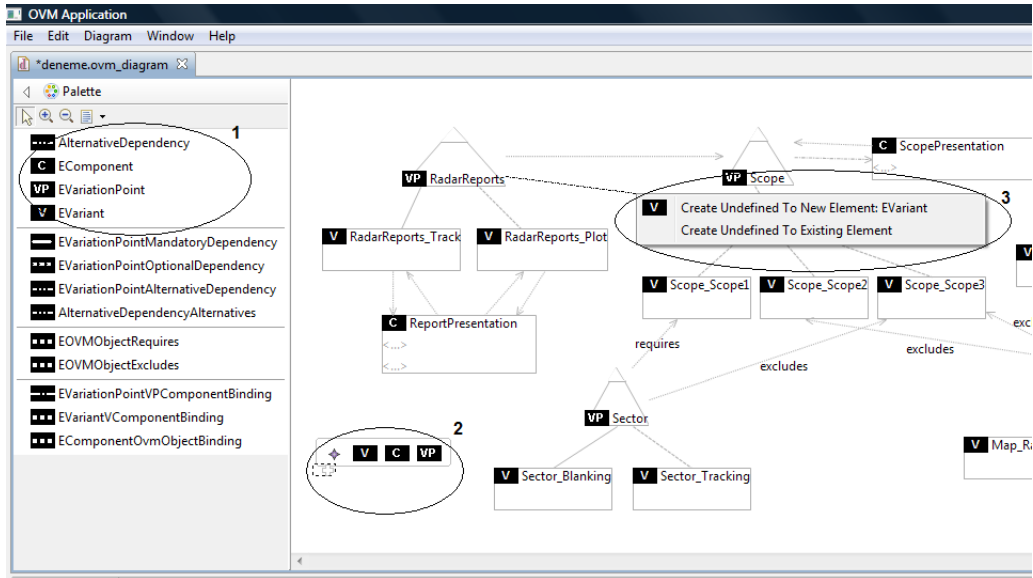 OVM Application
File Edit Diagram Window Help
*deneme.ovm_diagram
Palette
1
AlternativeDependency
C EComponent
VP EVariationPoint
V EVariant
EVariationPointMandatoryDependency
EVariationPointOptionalDependency
EVariationPointAlternativeDependency
AlternativeDependencyAlternatives
EOVMObjectRequires
EOVMObjectExcludes
EVariationPointVPComponentBinding
EVariantVComponentBinding
EComponentOvmObjectBinding
C ScopePresentation
<...>
VP RadarReports
VP Scope
3
V Create Undefined To New Element: EVariant
Create Undefined To Existing Element
V RadarReports_Track
V RadarReports_Plot
V
V Scope_Scope1
V Scope_Scope2
V Scope_Scope3
C ReportPresentation
<...>
<...>
requires
excludes
excludes
exc
VP Sector
2
V C VP
V Sector_Blanking
V Sector_Tracking
V Map_Ra